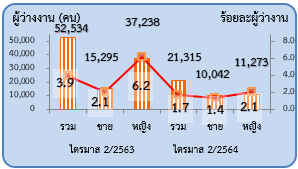 ผู้ว่างงาน (คน) ร้อยละผู้ว่างาน
52,534 15,295 37,238 21,315 10,042 11,273
50,000 8.0
40,000 6.0
30,000 4.0
20,000 2.0
10,000 0.0
0
3.9 2.1 6.2 1.7 1.4 2.1
รวม ชาย หญิง รวม ชาย หญิง
ไตรมาส 2/2563 ไตรมาส 2/2564